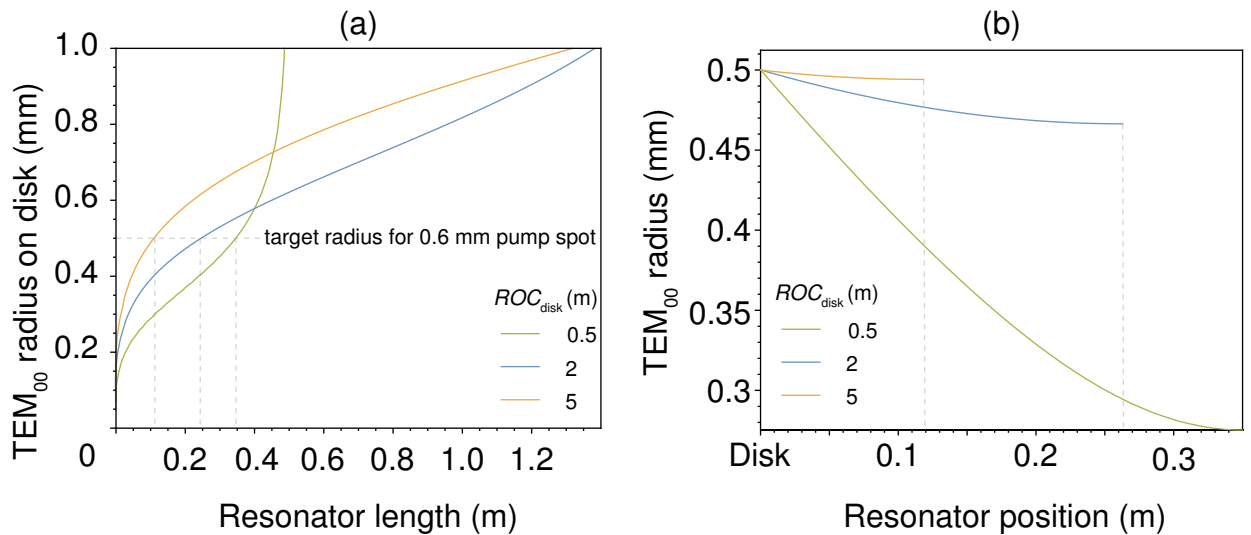 (a)
TEM₀₀ radius on disk (mm)
1.0
0.8
0.6
0.4
0.2
0
0.2
0.4
0.6
0.8
1.0
1.2
Resonator length (m)
target radius for 0.6 mm pump spot
ROC_disk (m)
0.5
2
5
(b)
TEM₀₀ radius (mm)
0.5
0.45
0.4
0.35
0.3
Disk
0.1
0.2
0.3
Resonator position (m)
ROC_disk (m)
0.5
2
5